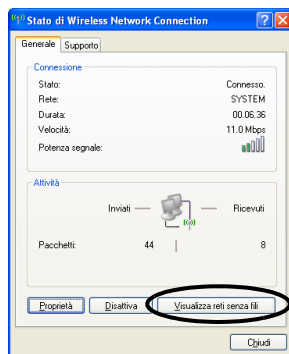 Stato di Wireless Network Connection
Generale Supporto
Connessione
Stato: Connesso.
Rete: SYSTEM
Durata: 00.06.36
Velocità: 11.0 Mbps
Potenza segnale:
Attività
Inviati Ricevuti
Pacchetti: 44 8
Proprietà Disattiva Visualizza reti senza fili
Chiudi